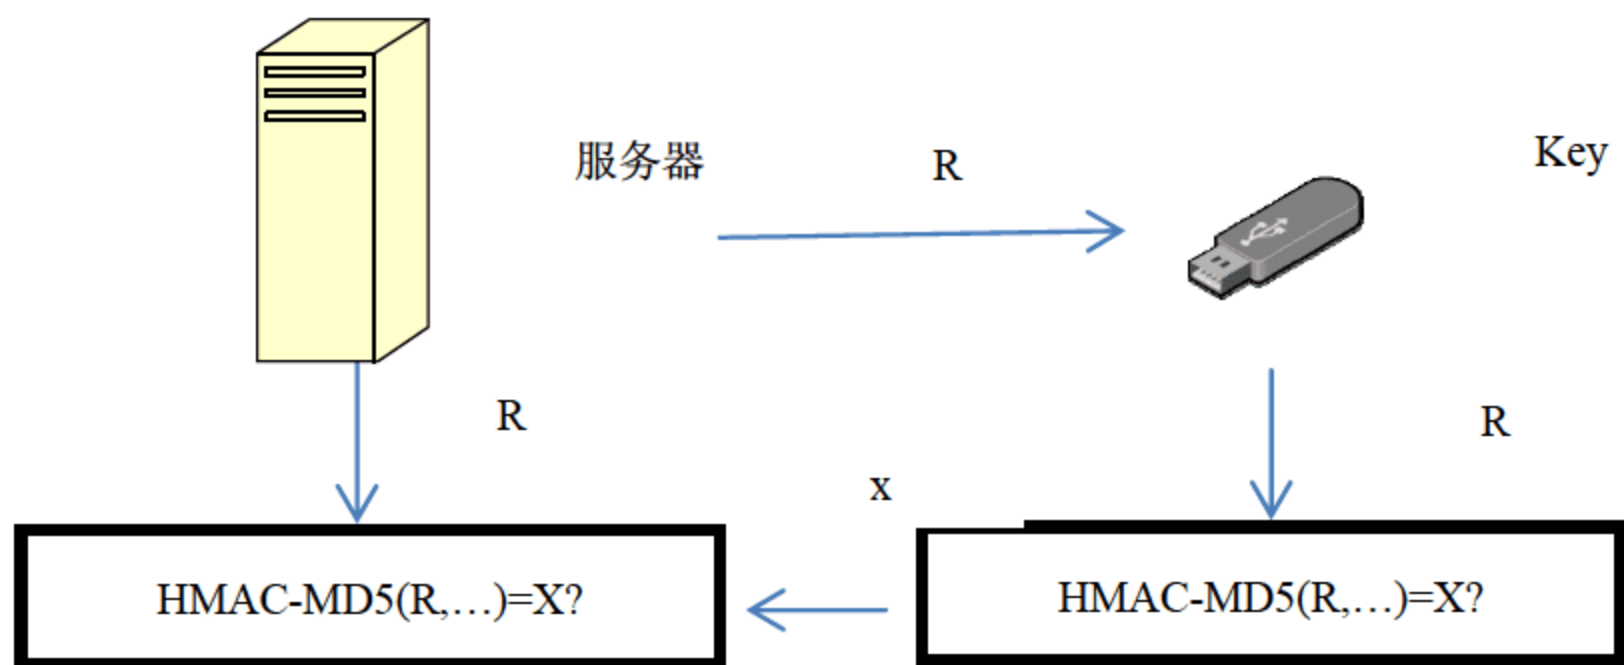 服务器
R
Key
R
R
x
HMAC-MD5(R,…)=X?
HMAC-MD5(R,…)=X?